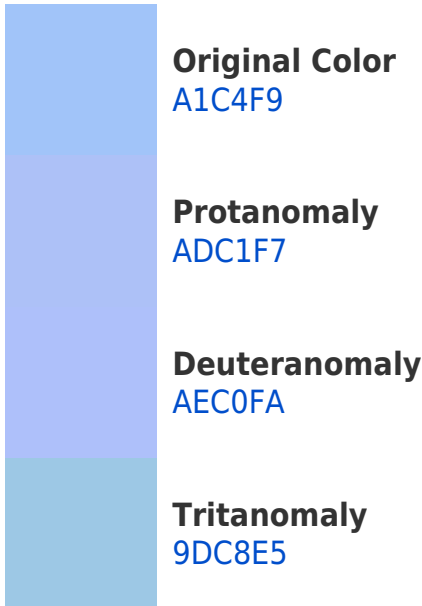 Original Color
A1C4F9
Protanomaly
ADC1F7
Deuteranomaly
AEC0FA
Tritanomaly
9DC8E5